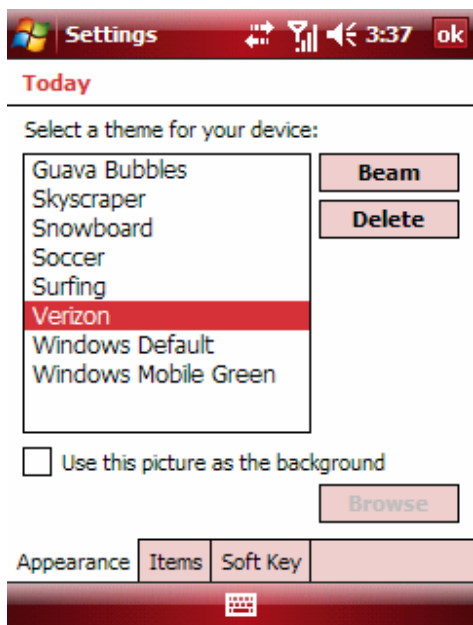 Settings 3:37 ok
Today
Select a theme for your device:
Guava Bubbles
Skyscraper
Snowboard
Soccer
Surfing
Verizon
Windows Default
Windows Mobile Green
Beam
Delete
Use this picture as the background
Browse
Appearance Items Soft Key